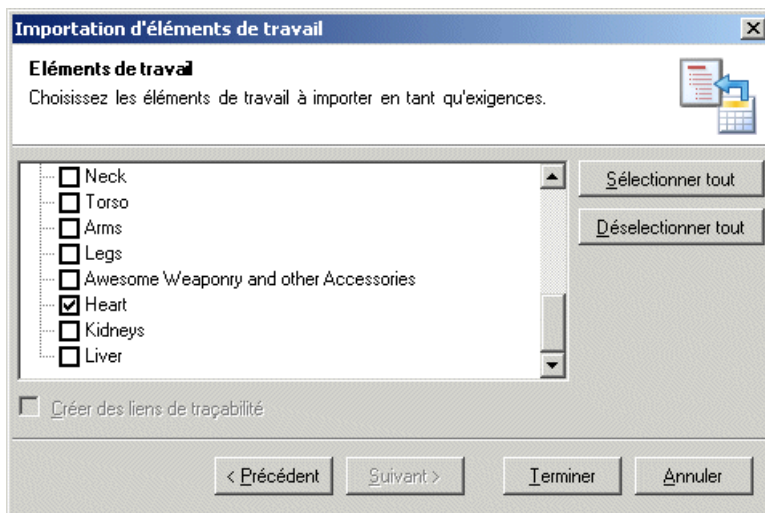 Importation d'éléments de travail
Eléments de travail
Choisissez les éléments de travail à importer en tant qu'exigences.
Neck
Torso
Arms
Legs
Awesome Weaponry and other Accessories
Heart
Kidneys
Liver
Sélectionner tout
Déselectionner tout
Créer des liens de traçabilité
< Précédent
Suivant >
Terminer
Annuler